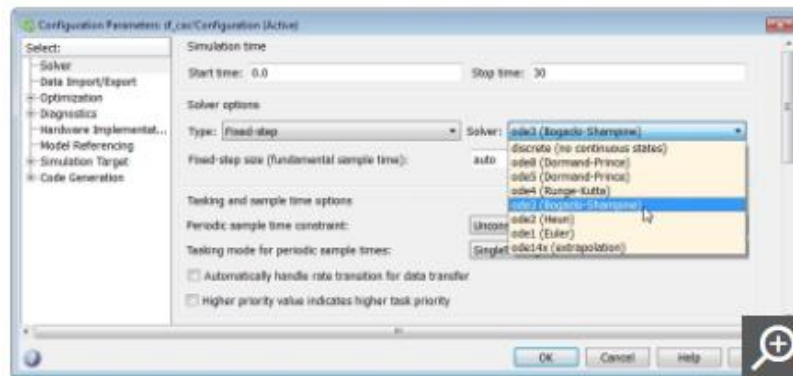 Configuration Parameters: sf_car/Configuration (Active)
Select:
Solver
Data Import/Export
Optimization
Diagnostics
Hardware Implementat...
Model Referencing
Simulation Target
Code Generation
Simulation time
Start time: 0.0
Stop time: 30
Solver options
Type: Fixed-step
Solver: ode3 (Bogacki-Shampine)
discrete (no continuous states)
ode8 (Dormand-Prince)
ode5 (Dormand-Prince)
ode4 (Runge-Kutta)
ode3 (Bogacki-Shampine)
ode2 (Heun)
ode1 (Euler)
ode14x (extrapolation)
Fixed-step size (fundamental sample time): auto
Tasking and sample time options
Periodic sample time constraint: Uncon
Tasking mode for periodic sample times: Single
Automatically handle rate transition for data transfer
Higher priority value indicates higher task priority
OK Cancel Help